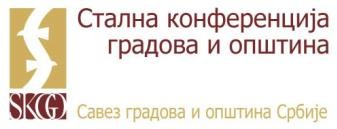 Стална конференција
градова и општина
SKGO
Савез градова и општина Србије